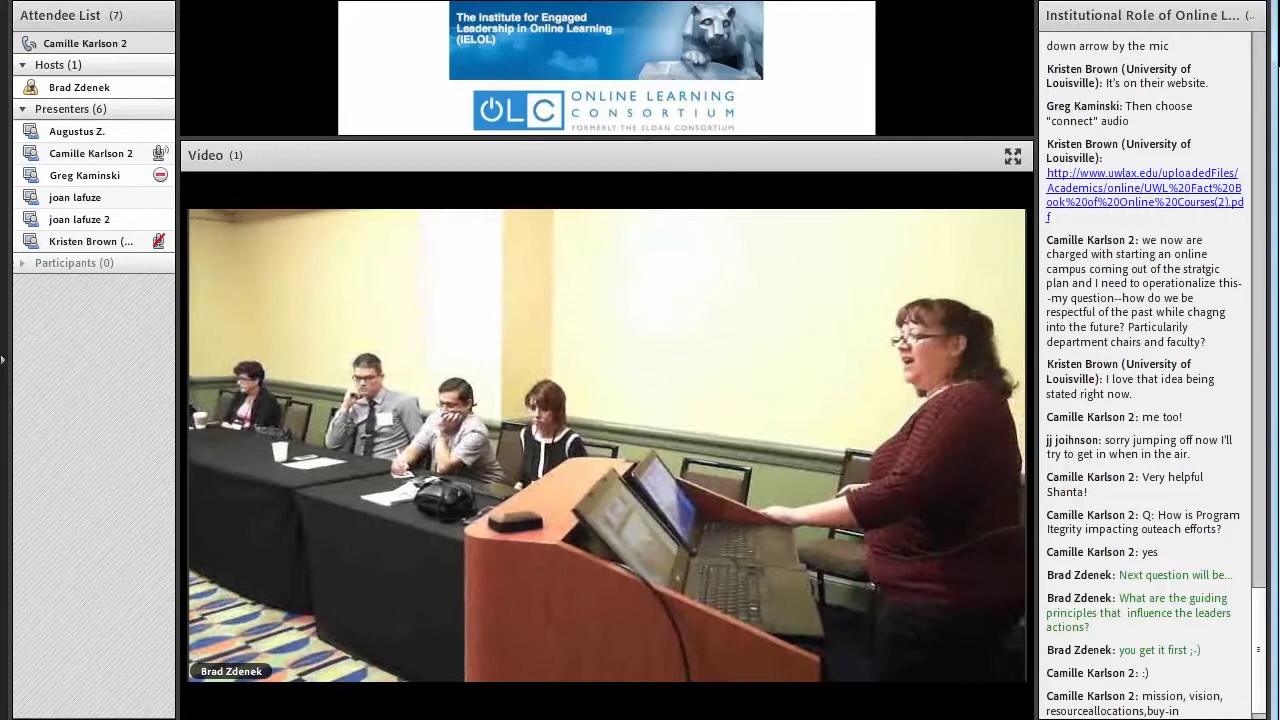 Attendee List (7)
Camille Karlson 2
Hosts (1)
Brad Zdenek
Presenters (6)
Augustus Z.
Camille Karlson 2
Greg Kaminski
joan lafuze
joan lafuze 2
Kristen Brown (...
Participants (0)
The Institute for Engaged
Leadership in Online Learning
(IELOL)
OLC
ONLINE LEARNING
CONSORTIUM
FORMERLY THE SLOAN CONSORTIUM
Video (1)
Brad Zdenek
Institutional Role of Online L... (..
down arrow by the mic
Kristen Brown (University of
Louisville): It's on their website.
Greg Kaminski: Then choose
"connect" audio
Kristen Brown (University of
Louisville):
http://www.uwlax.edu/uploadedFiles/
Academics/online/UWL%20Fact%20B
ook%20of%20Online%20Courses(2).pd
f
Camille Karlson 2: we now are
charged with starting an online
campus coming out of the stratgic
plan and I need to operationalize this-
-my question--how do we be
respectful of the past while chagng
into the future? Particularly
department chairs and faculty?
Kristen Brown (University of
Louisville): I love that idea being
stated right now.
Camille Karlson 2: me too!
jj joihnson: sorry jumping off now I'll
try to get in when in the air.
Camille Karlson 2: Very helpful
Shanta!
Camille Karlson 2: Q: How is Program
Itegrity impacting outeach efforts?
Camille Karlson 2: yes
Brad Zdenek: Next question will be...
Brad Zdenek: What are the guiding
principles that influence the leaders
actions?
Brad Zdenek: you get it first ;-)
Camille Karlson 2: :)
Camille Karlson 2: mission, vision,
resourceallocations,buy-in